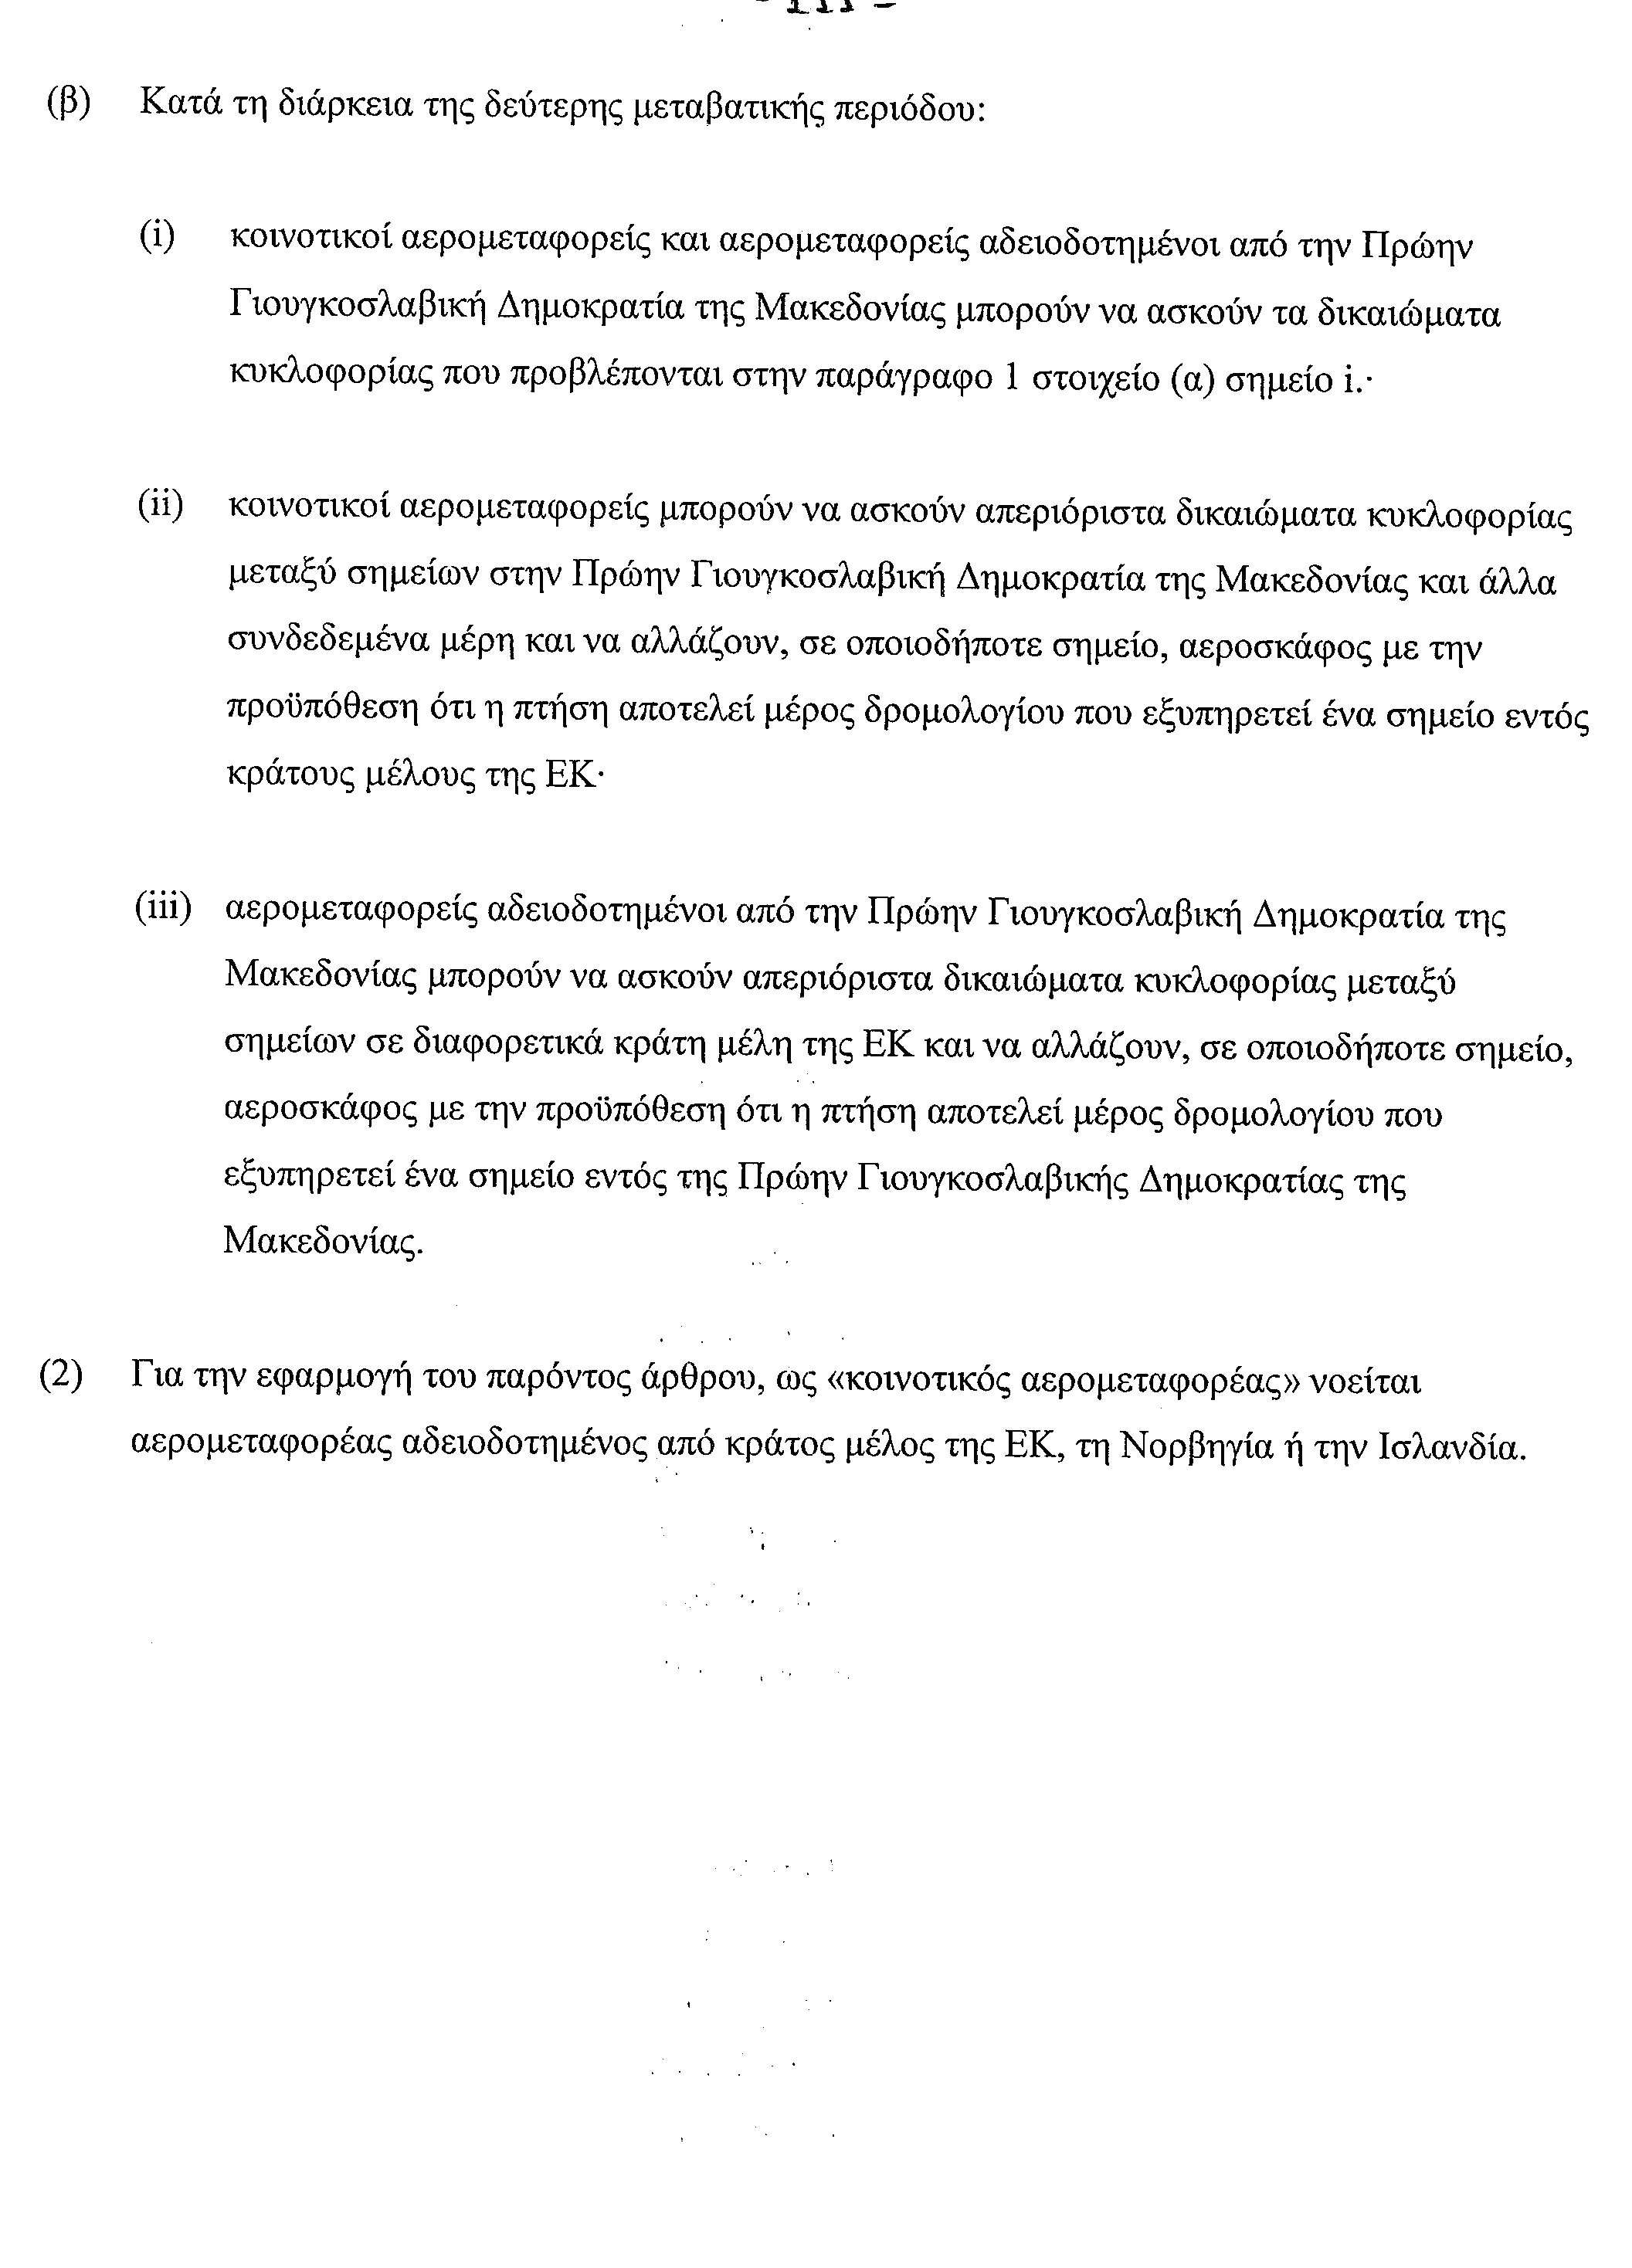 (β) Κατά τη διάρκεια της δεύτερης μεταβατικής περιόδου:
(i) κοινοτικοί αερομεταφορείς και αερομεταφορείς αδειοδοτημένοι από την Πρώην
Γιουγκοσλαβική Δημοκρατία της Μακεδονίας μπορούν να ασκούν τα δικαιώματα
κυκλοφορίας που προβλέπονται στην παράγραφο 1 στοιχείο (α) σημείο i.·
(ii) κοινοτικοί αερομεταφορείς μπορούν να ασκούν απεριόριστα δικαιώματα κυκλοφορίας
μεταξύ σημείων στην Πρώην Γιουγκοσλαβική Δημοκρατία της Μακεδονίας και άλλα
συνδεδεμένα μέρη και να αλλάζουν, σε οποιοδήποτε σημείο, αεροσκάφος με την
προϋπόθεση ότι η πτήση αποτελεί μέρος δρομολογίου που εξυπηρετεί ένα σημείο εντός
κράτους μέλους της ΕΚ·
(iii) αερομεταφορείς αδειοδοτημένοι από την Πρώην Γιουγκοσλαβική Δημοκρατία της
Μακεδονίας μπορούν να ασκούν απεριόριστα δικαιώματα κυκλοφορίας μεταξύ
σημείων σε διαφορετικά κράτη μέλη της ΕΚ και να αλλάζουν, σε οποιοδήποτε σημείο,
αεροσκάφος με την προϋπόθεση ότι η πτήση αποτελεί μέρος δρομολογίου που
εξυπηρετεί ένα σημείο εντός της Πρώην Γιουγκοσλαβικής Δημοκρατίας της
Μακεδονίας.
(2) Για την εφαρμογή του παρόντος άρθρου, ως «κοινοτικός αερομεταφορέας» νοείται
αερομεταφορέας αδειοδοτημένος από κράτος μέλος της ΕΚ, τη Νορβηγία ή την Ισλανδία.